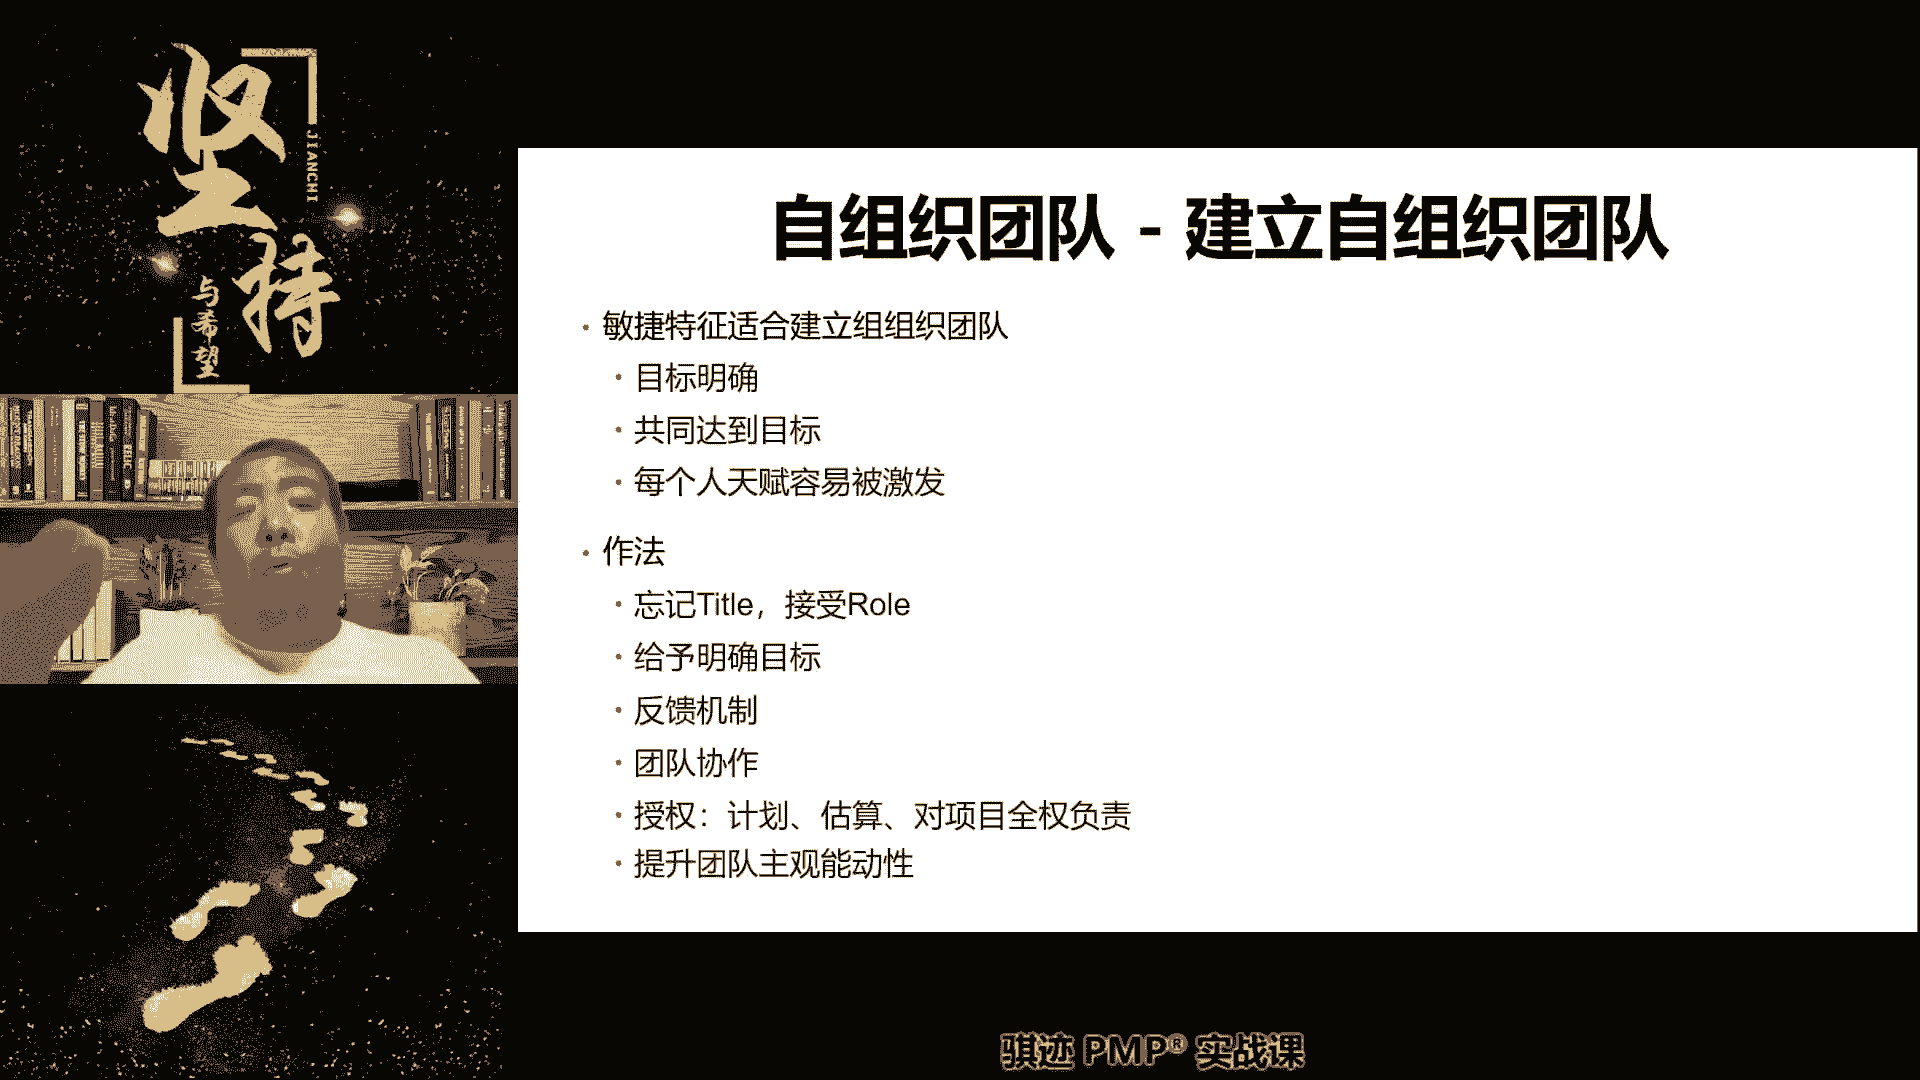 坚持
JIANCHI
与希望
自组织团队 - 建立自组织团队
• 敏捷特征适合建立组组织团队
• 目标明确
• 共同达到目标
• 每个人天赋容易被激发
• 作法
• 忘记Title，接受Role
• 给予明确目标
• 反馈机制
• 团队协作
• 授权：计划、估算、对项目全权负责
• 提升团队主观能动性
骐迹 PMP® 实战课